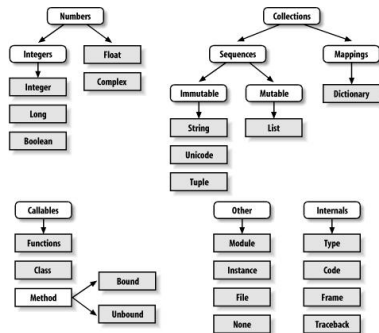 Numbers
Integers
Float
Integer
Complex
Long
Boolean
Collections
Sequences
Mappings
Immutable
Mutable
Dictionary
String
List
Unicode
Tuple
Callables
Functions
Class
Method
Bound
Unbound
Other
Module
Instance
File
None
Internals
Type
Code
Frame
Traceback